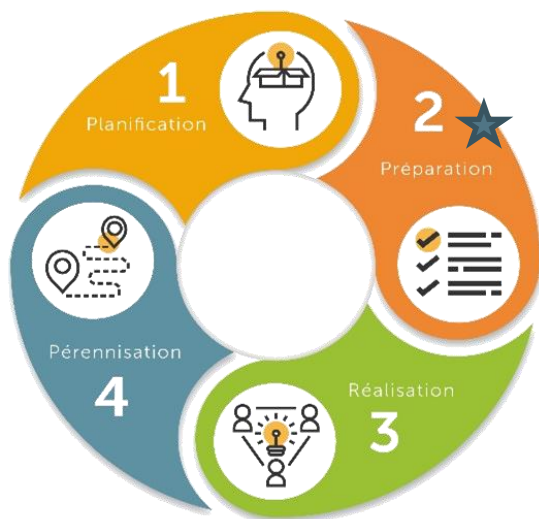 1
Planification
2
Préparation
Réalisation
3
Pérennisation
4